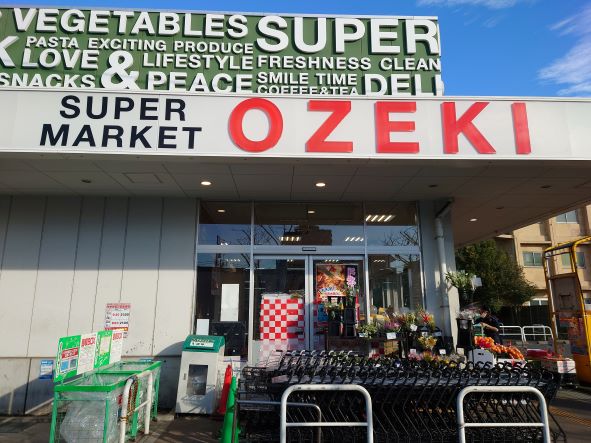 VEGETABLES SUPER
K PASTA EXCITING PRODUCE
LOVE LIFESTYLE FRESHNESS CLEAN
SNACKS & PEACE SMILE TIME DELI
COFFEE & TEA
SUPER
MARKET
OZEKI